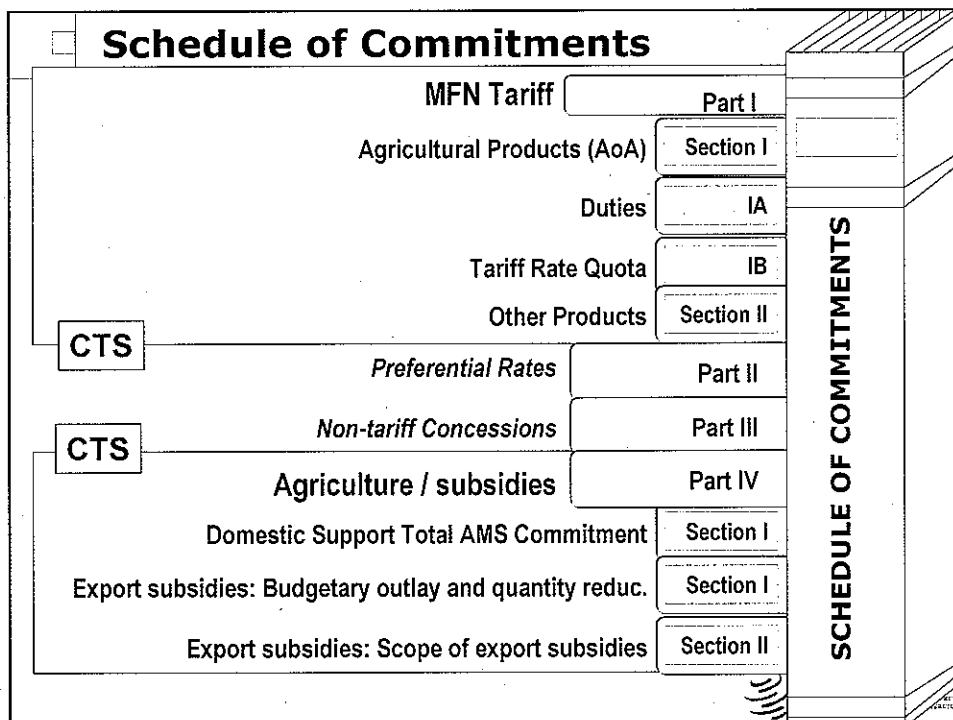 Schedule of Commitments
MFN Tariff Part I
Agricultural Products (AoA) Section I
Duties IA
Tariff Rate Quota IB
Other Products Section II
CTS
Preferential Rates Part II
Non-tariff Concessions Part III
CTS
Agriculture / subsidies Part IV
Domestic Support Total AMS Commitment Section I
Export subsidies: Budgetary outlay and quantity reduc. Section I
Export subsidies: Scope of export subsidies Section II
SCHEDULE OF COMMITMENTS